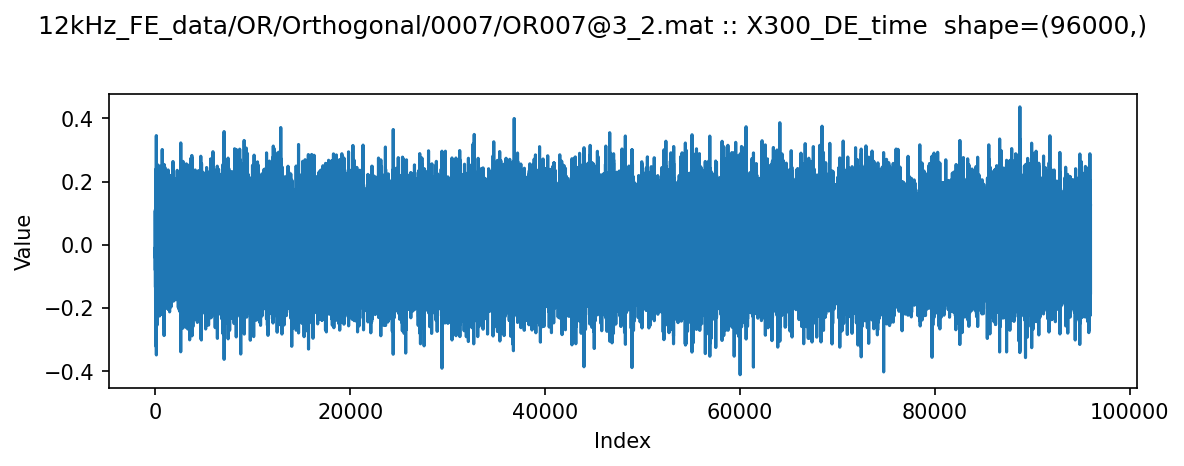 12kHz_FE_data/OR/Orthogonal/0007/OR007@3_2.mat :: X300_DE_time  shape=(96000,)
0.4
0.2
0.0
−0.2
−0.4
Value
0 20000 40000 60000 80000 100000
Index